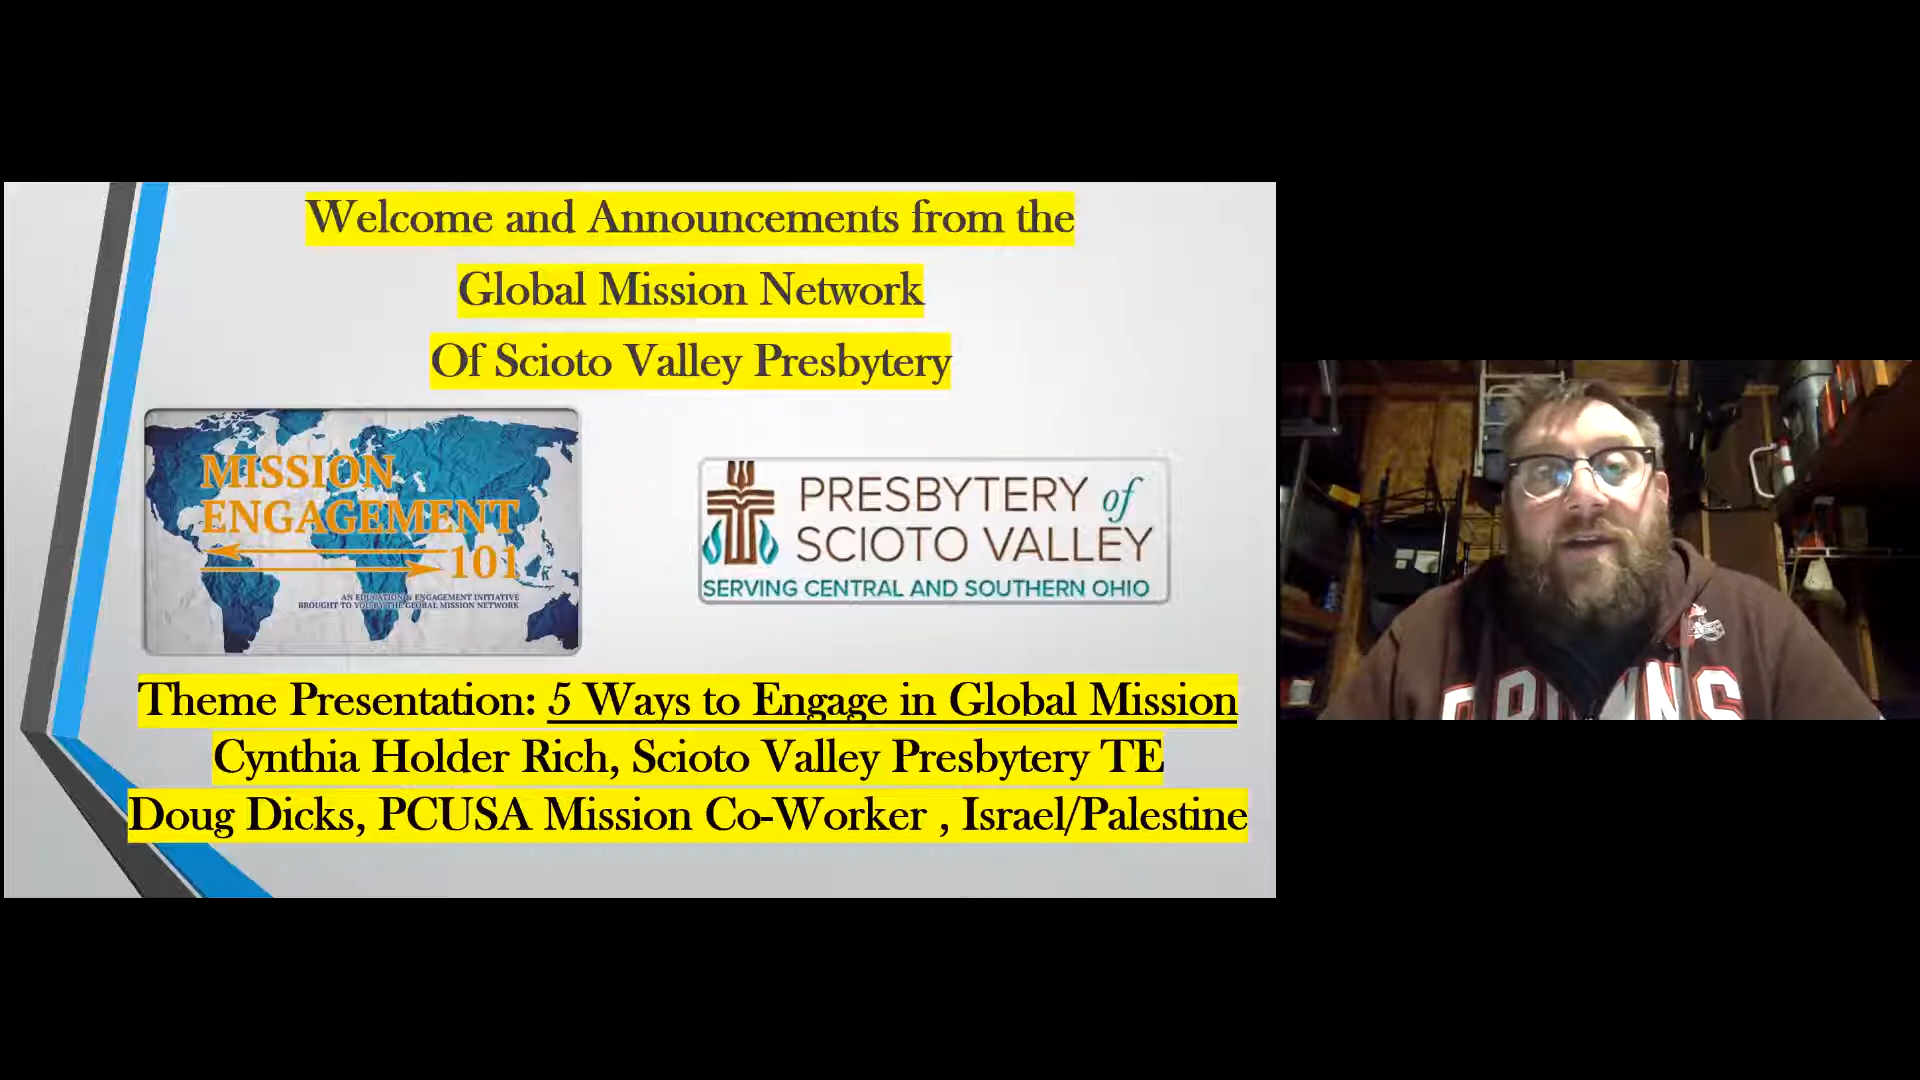 Welcome and Announcements from the
Global Mission Network
Of Scioto Valley Presbytery
MISSION
ENGAGEMENT
101
AN EDUCATION & ENGAGEMENT INITIATIVE
BROUGHT TO YOU BY THE GLOBAL MISSION NETWORK
PRESBYTERY of
SCIOTO VALLEY
SERVING CENTRAL AND SOUTHERN OHIO
Theme Presentation: 5 Ways to Engage in Global Mission
Cynthia Holder Rich, Scioto Valley Presbytery TE
Doug Dicks, PCUSA Mission Co-Worker , Israel/Palestine
BROWNS